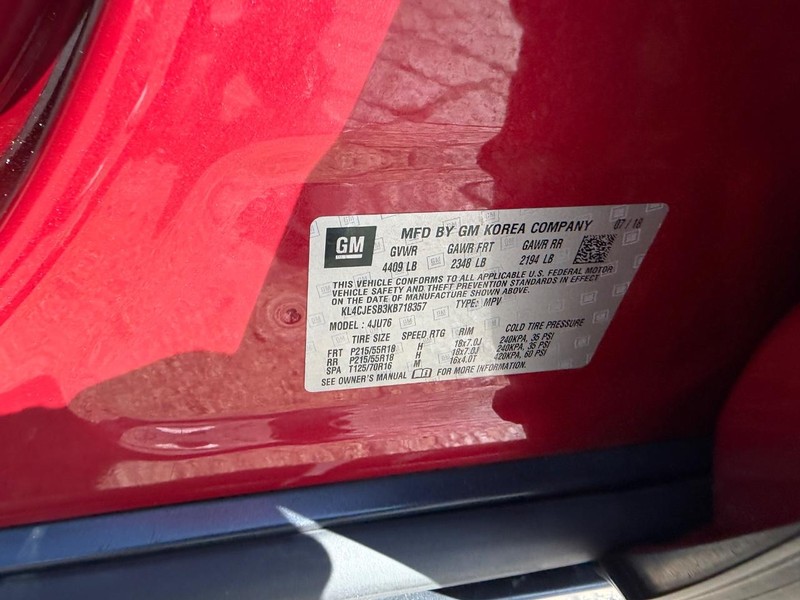 GM
MFD BY GM KOREA COMPANY 07/18
GVWR GAWR FRT GAWR RR
4409 LB 2348 LB 2194 LB
THIS VEHICLE CONFORMS TO ALL APPLICABLE U.S. FEDERAL MOTOR
VEHICLE SAFETY AND THEFT PREVENTION STANDARDS IN EFFECT
ON THE DATE OF MANUFACTURE SHOWN ABOVE.
KL4CJESB3KB718357 TYPE: MPV
MODEL: 4JU76
TIRE SIZE SPEED RTG RIM COLD TIRE PRESSURE
FRT P215/55R18 H 18x7.0J 240KPA, 35 PSI
RR P215/55R18 H 18x7.0J 240KPA, 35 PSI
SPA T125/70R16 M 16x4.0T 420KPA, 60 PSI
SEE OWNER'S MANUAL FOR MORE INFORMATION.